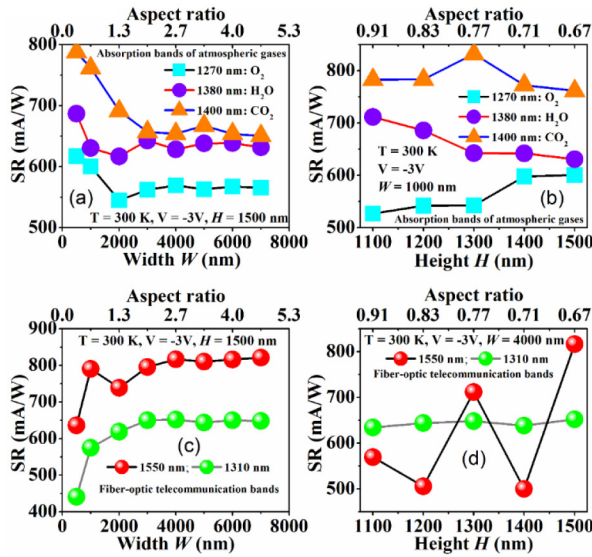 Aspect ratio
0.0 1.3 2.7 4.0 5.3
800
700
600
500
SR (mA/W)
Absorption bands of atmospheric gases
1270 nm: O2
1380 nm: H2O
1400 nm: CO2
(a)
T = 300 K, V = -3V, H = 1500 nm
0 2000 4000 6000 8000
Width W (nm)
Aspect ratio
0.91 0.83 0.77 0.71 0.67
800
700
600
500
SR (mA/W)
1270 nm: O2
1380 nm: H2O
1400 nm: CO2
T = 300 K
V = -3V
W = 1000 nm
(b)
Absorption bands of atmospheric gases
1100 1200 1300 1400 1500
Height H (nm)
Aspect ratio
0.0 1.3 2.7 4.0 5.3
900
800
700
600
500
400
SR (mA/W)
T = 300 K, V = -3V, H = 1500 nm
(c)
1550 nm; 1310 nm
Fiber-optic telecommunication bands
0 2000 4000 6000 8000
Width W (nm)
Aspect ratio
0.91 0.83 0.77 0.71 0.67
800
700
600
500
SR (mA/W)
T = 300 K, V = -3V, W = 4000 nm
1550 nm; 1310 nm
Fiber-optic telecommunication bands
(d)
1100 1200 1300 1400 1500
Height H (nm)